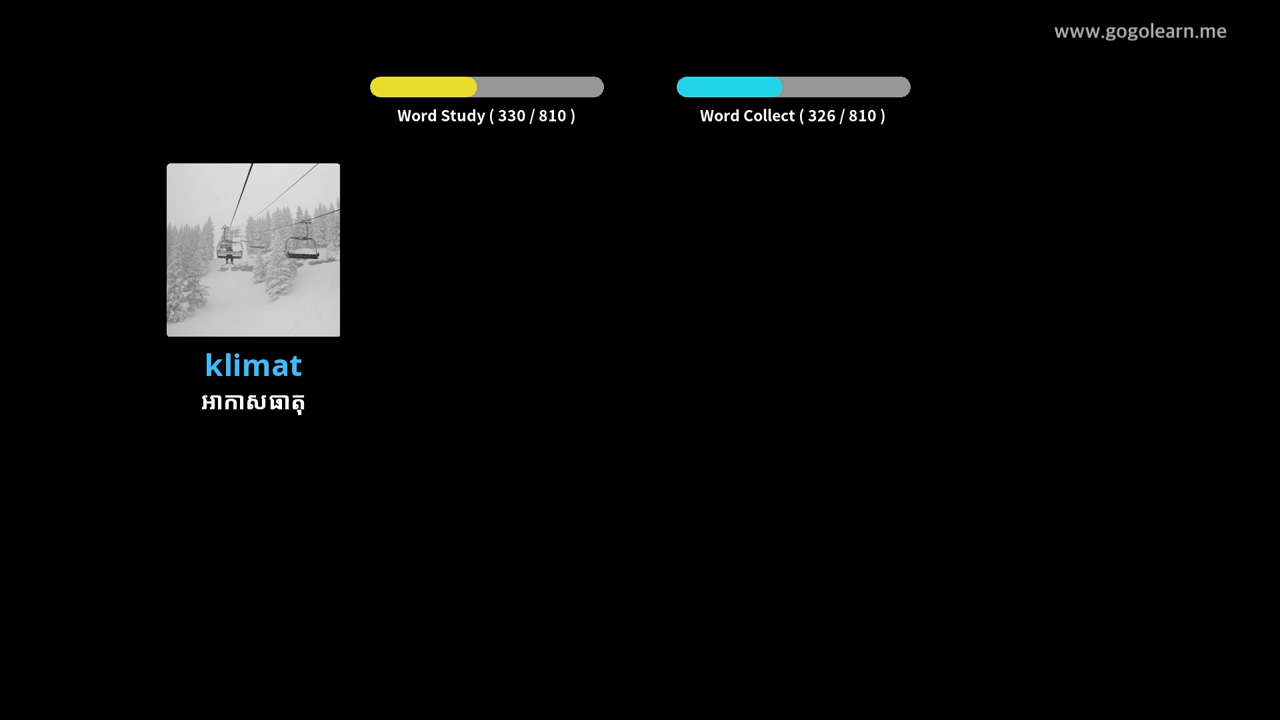 www.gogolearn.me
Word Study ( 330 / 810 )
Word Collect ( 326 / 810 )
klimat
អាកាសធាតុ